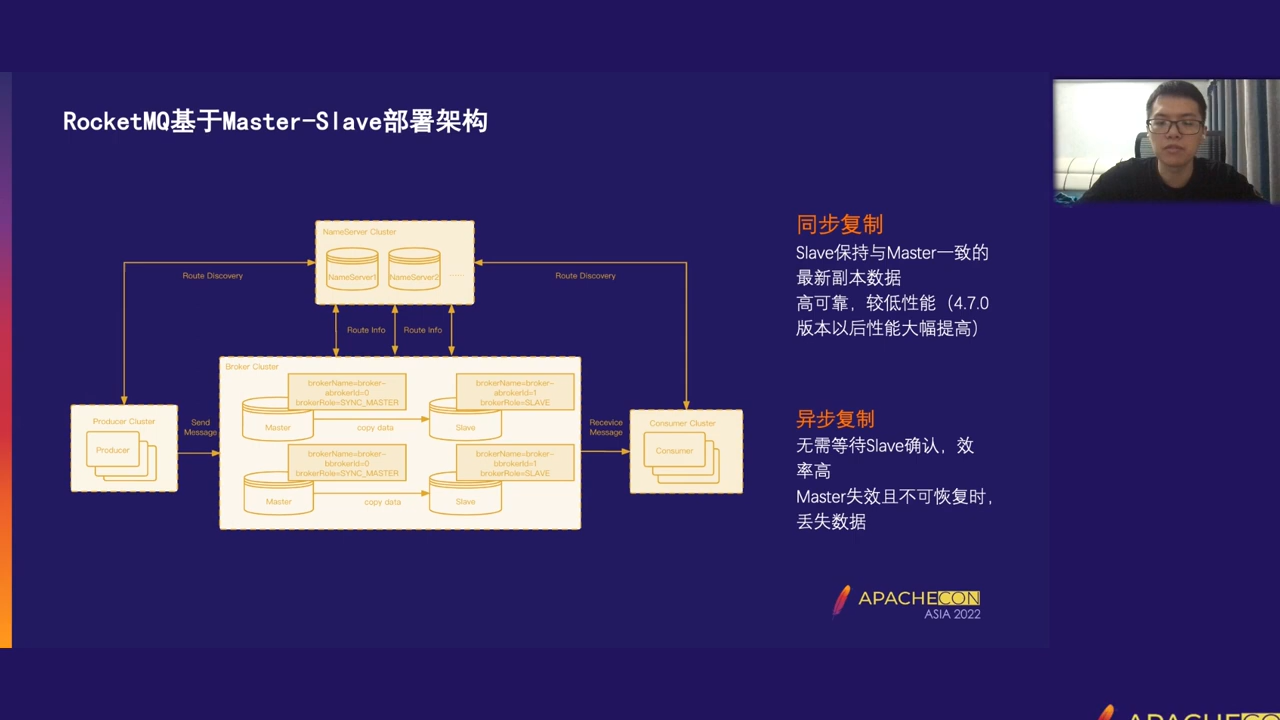 RocketMQ基于Master-Slave部署架构
NameServer Cluster
NameServer1
NameServer2
......
Route Discovery
Route Discovery
Route Info
Route Info
Broker Cluster
brokerName=broker-
abrokerId=0
brokerRole=SYNC_MASTER
brokerName=broker-
abrokerId=1
brokerRole=SLAVE
Master
copy data
Slave
brokerName=broker-
bbrokerId=0
brokerRole=SYNC_MASTER
brokerName=broker-
bbrokerId=1
brokerRole=SLAVE
Master
copy data
Slave
Producer Cluster
Producer
Send
Message
Recevice
Message
Consumer Cluster
Consumer
同步复制
Slave保持与Master一致的
最新副本数据
高可靠，较低性能（4.7.0
版本以后性能大幅提高）
异步复制
无需等待Slave确认，效
率高
Master失效且不可恢复时，
丢失数据
APACHECON
ASIA 2022
APACHECO